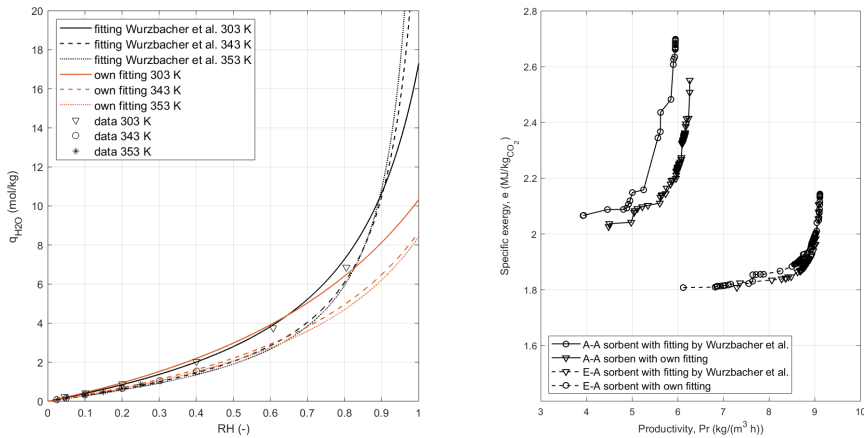 20
18
16
14
12
10
8
6
4
2
0
q_H2O (mol/kg)
fitting Wurzbacher et al. 303 K
fitting Wurzbacher et al. 343 K
fitting Wurzbacher et al. 353 K
own fitting 303 K
own fitting 343 K
own fitting 353 K
data 303 K
data 343 K
data 353 K
0 0.1 0.2 0.3 0.4 0.5 0.6 0.7 0.8 0.9 1
RH (-)
2.8
2.6
2.4
2.2
2
1.8
1.6
Specific exergy, e (MJ/kg_CO2)
A-A sorbent with fitting by Wurzbacher et al.
A-A sorben with own fitting
E-A sorbent with fitting by Wurzbacher et al.
E-A sorbent with own fitting
3 4 5 6 7 8 9 10
Productivity, Pr (kg/(m³ h))